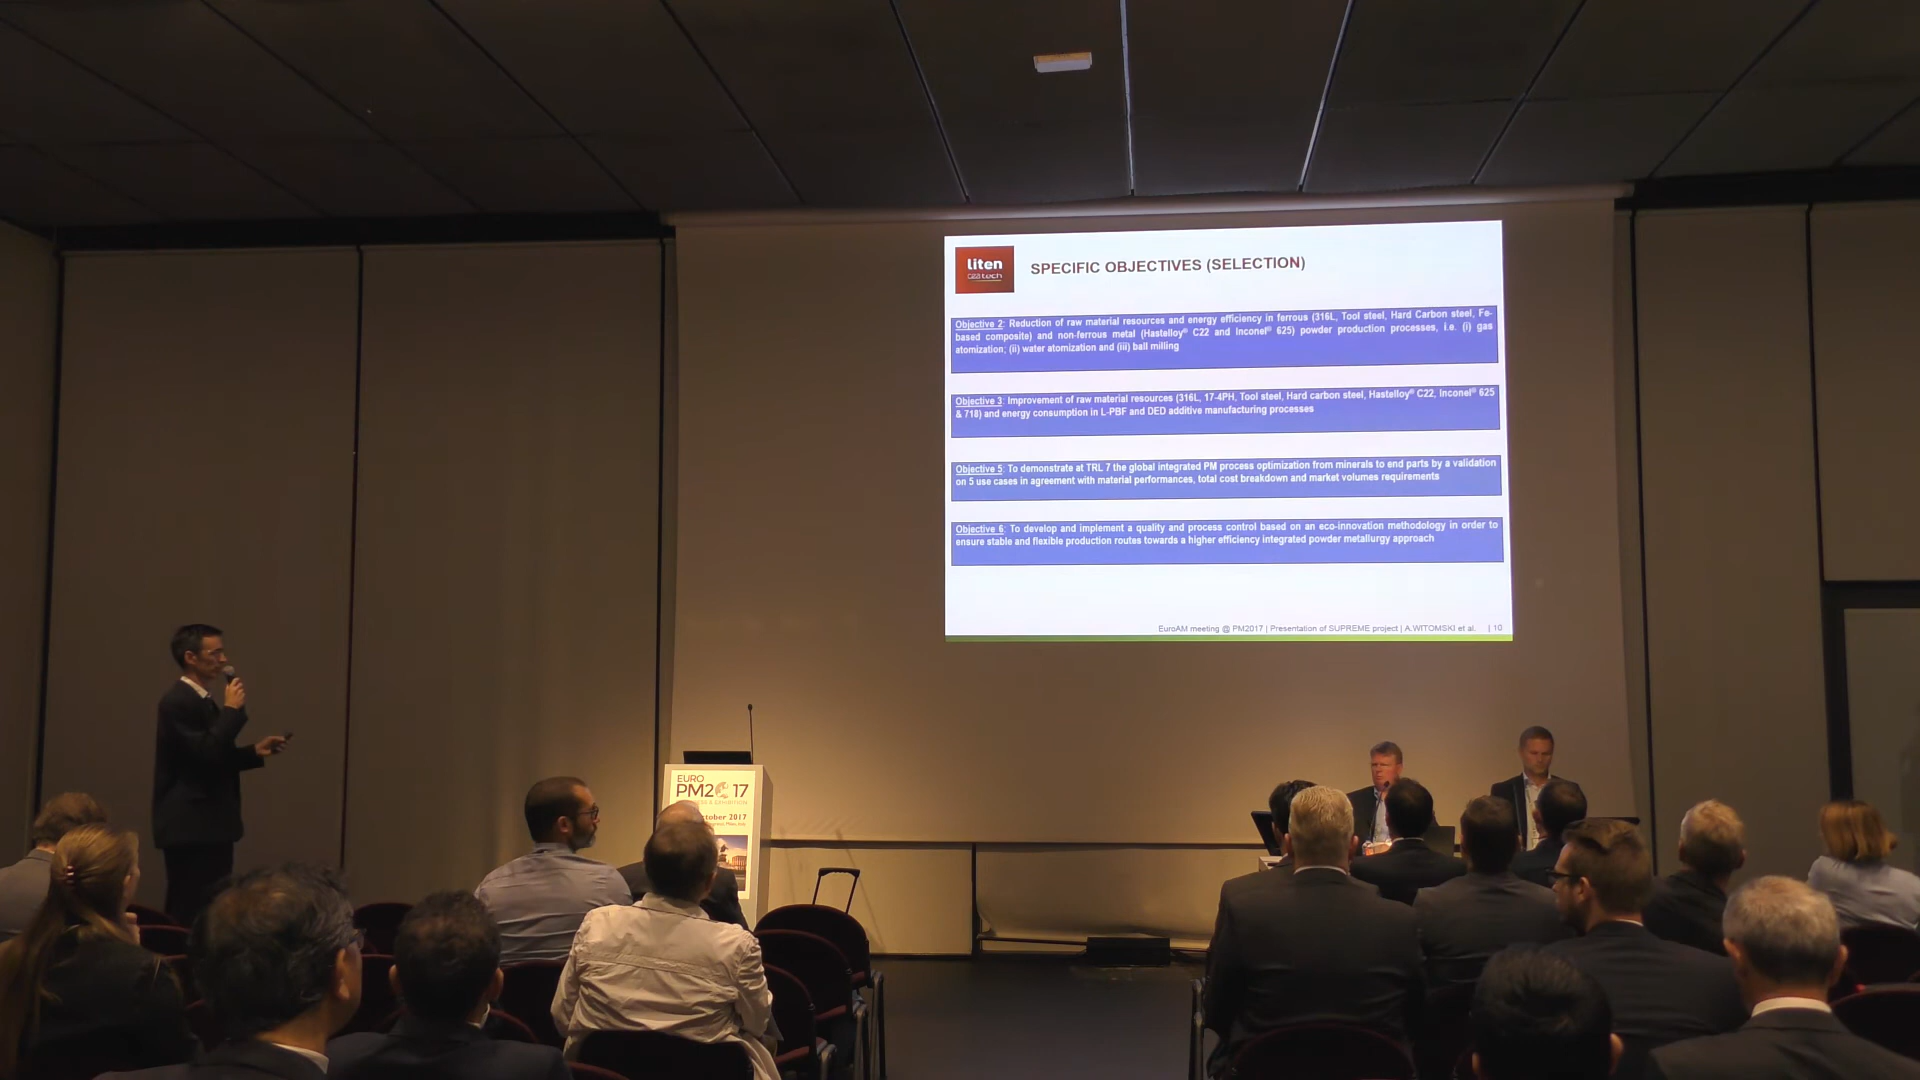 liten
cea tech
SPECIFIC OBJECTIVES (SELECTION)
Objective 2: Reduction of raw material resources and energy efficiency in ferrous (316L, Tool steel, Hard Carbon steel, Fe-
based composite) and non-ferrous metal (Hastelloy® C22 and Inconel® 625) powder production processes, i.e. (i) gas
atomization; (ii) water atomization and (iii) ball milling
Objective 3: Improvement of raw material resources (316L, 17-4PH, Tool steel, Hard carbon steel, Hastelloy® C22, Inconel® 625
& 718) and energy consumption in L-PBF and DED additive manufacturing processes
Objective 5: To demonstrate at TRL 7 the global integrated PM process optimization from minerals to end parts by a validation
on 5 use cases in agreement with material performances, total cost breakdown and market volumes requirements
Objective 6: To develop and implement a quality and process control based on an eco-innovation methodology in order to
ensure stable and flexible production routes towards a higher efficiency integrated powder metallurgy approach
EuroAM meeting @ PM2017 | Presentation of SUPREME project | A.WITOMSKI et al. | 10
EURO
PM2017
& EXHIBITION
2017